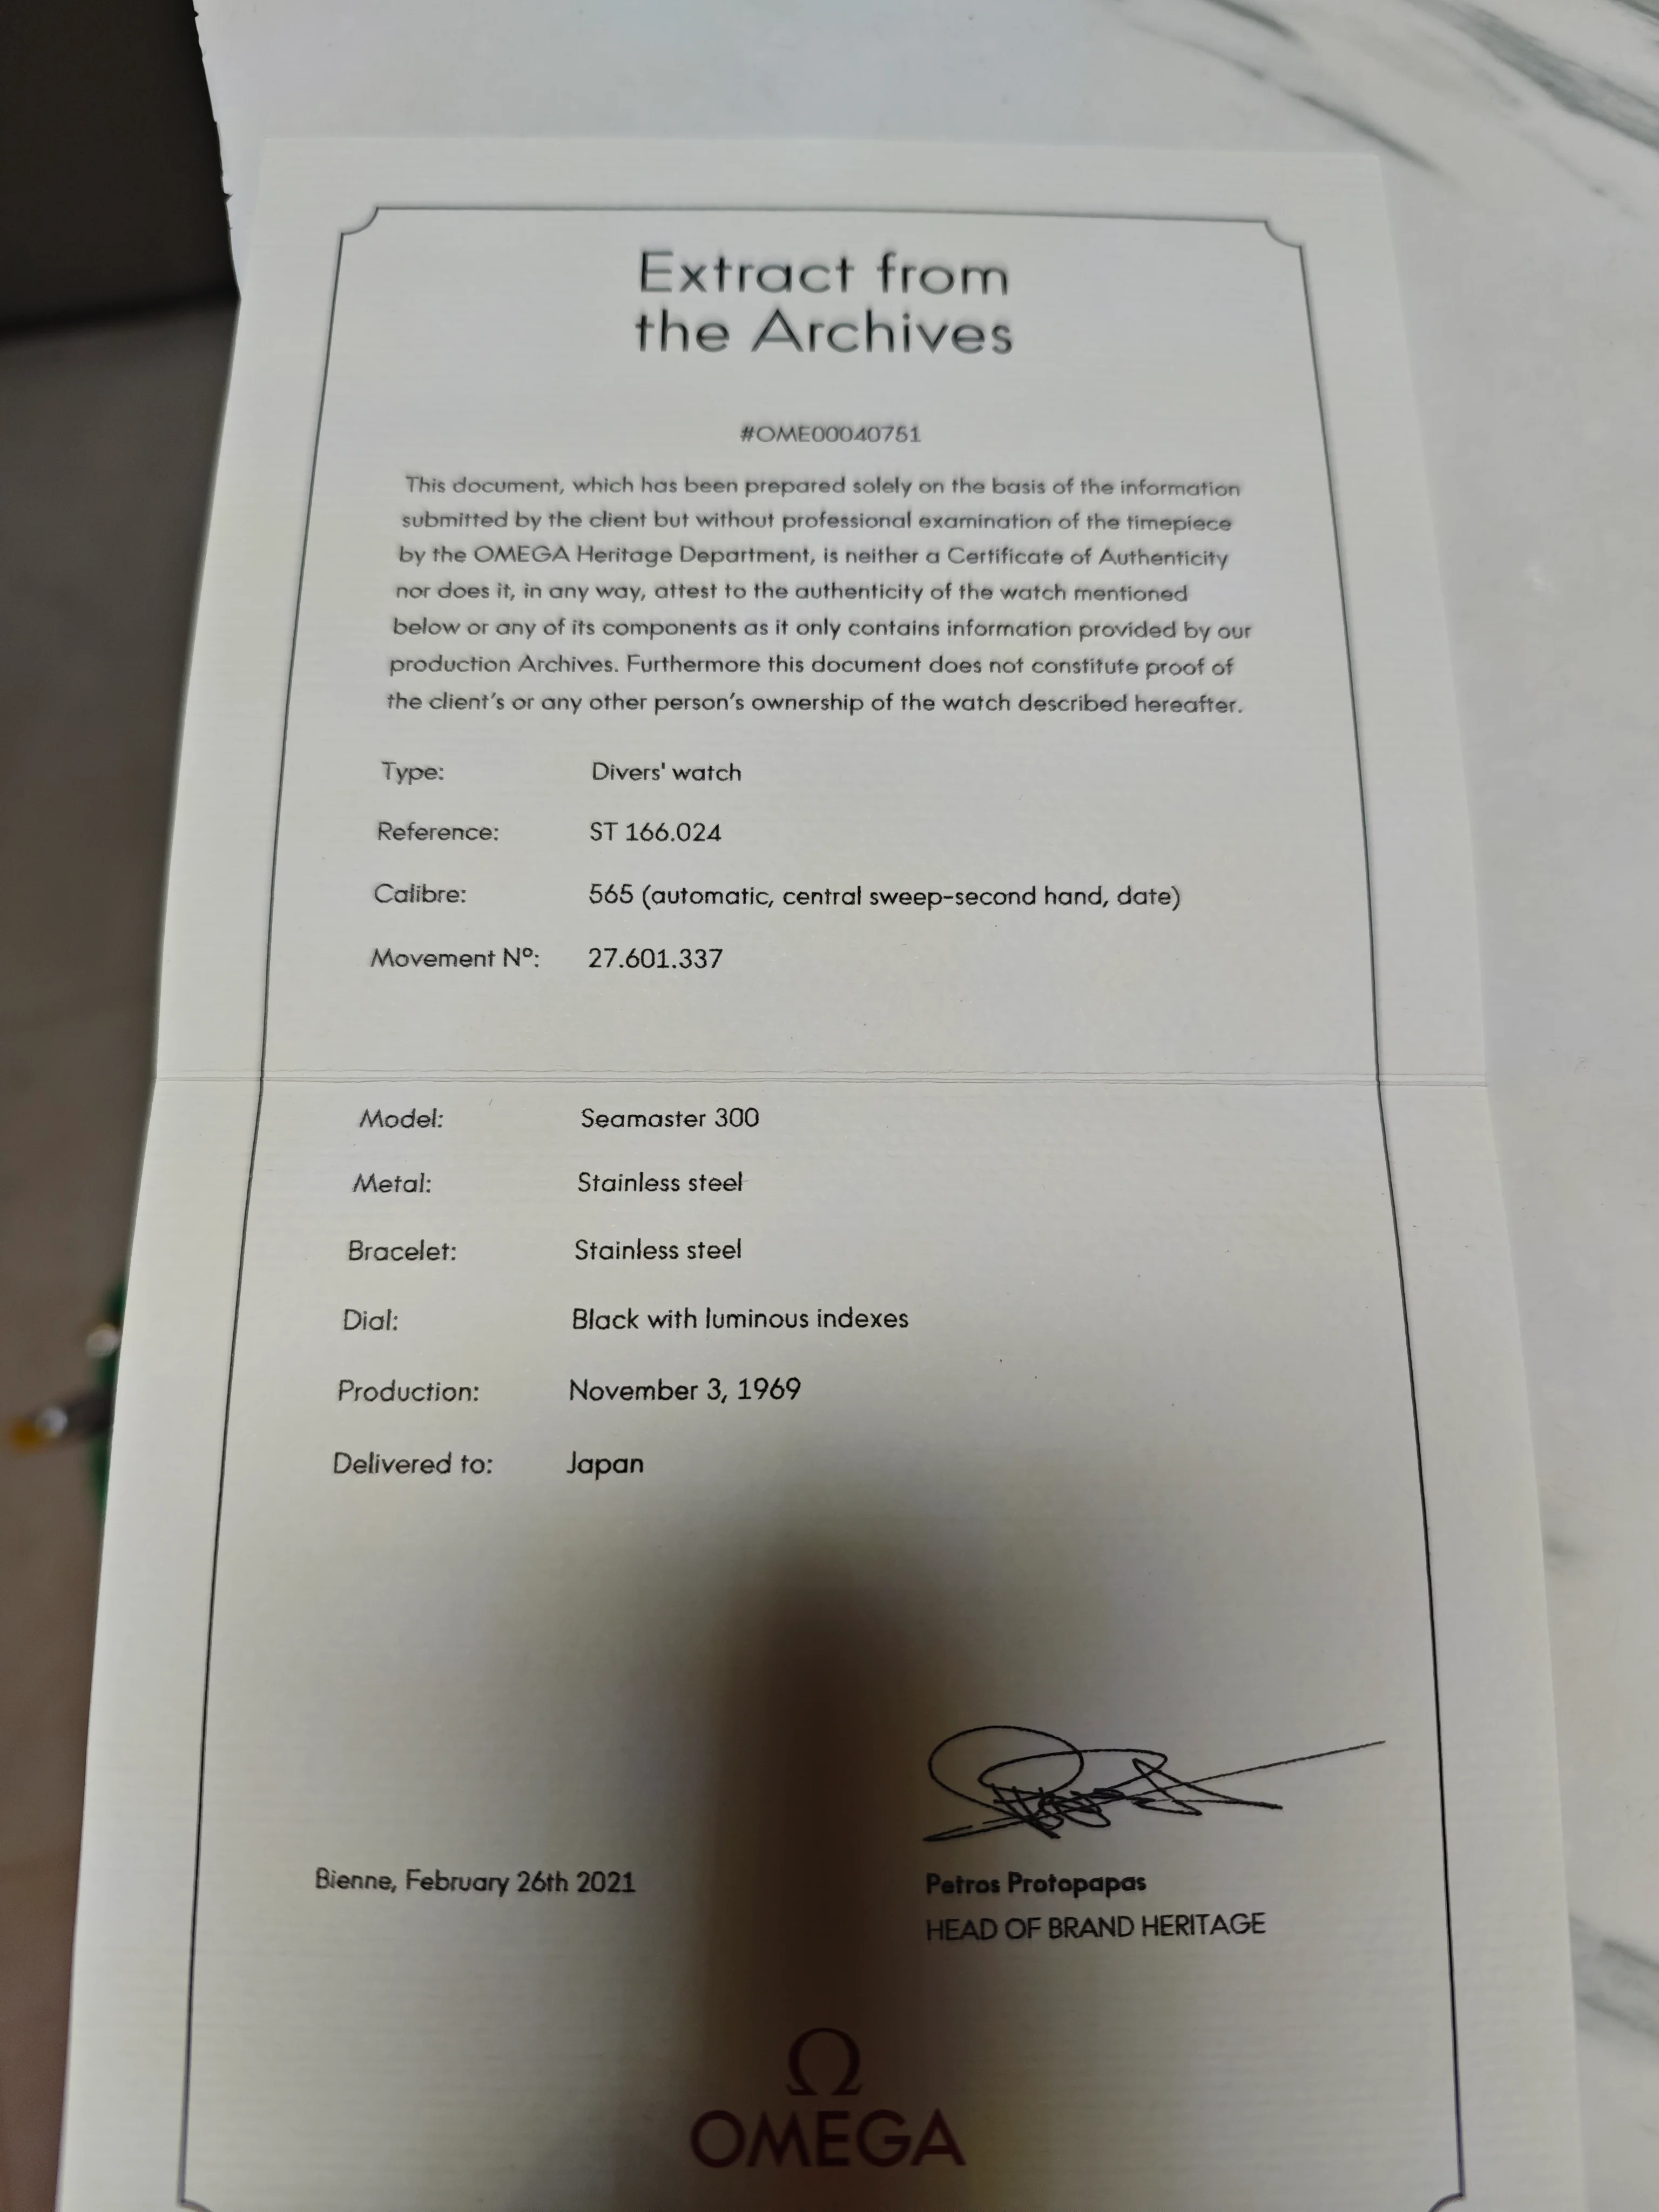 Extract from
the Archives
#OME00040751
This document, which has been prepared solely on the basis of the information
submitted by the client but without professional examination of the timepiece
by the OMEGA Heritage Department, is neither a Certificate of Authenticity
nor does it, in any way, attest to the authenticity of the watch mentioned
below or any of its components as it only contains information provided by our
production Archives. Furthermore this document does not constitute proof of
the client's or any other person's ownership of the watch described hereafter.
Type: Divers' watch
Reference: ST 166.024
Calibre: 565 (automatic, central sweep-second hand, date)
Movement Nº: 27.601.337
Model: Seamaster 300
Metal: Stainless steel
Bracelet: Stainless steel
Dial: Black with luminous indexes
Production: November 3, 1969
Delivered to: Japan
Bienne, February 26th 2021
Petros Protopapas
HEAD OF BRAND HERITAGE
Ω
OMEGA